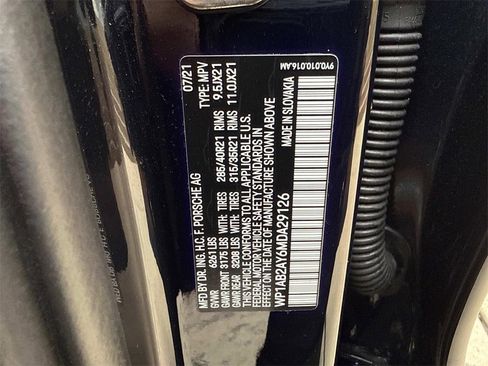 9Y0.010.016.AM
MFD BY DR. ING. H.C. F. PORSCHE AG 07/21
GVWR 6261 LBS TYPE: MPV
GAWR FRONT 3175 LBS WITH TIRES 285/40R21 RIMS 9.5JX21
GAWR REAR 3208 LBS WITH TIRES 315/35R21 RIMS 11.0JX21
THIS VEHICLE CONFORMS TO ALL APPLICABLE U.S.
FEDERAL MOTOR VEHICLE SAFETY STANDARDS IN
EFFECT ON THE DATE OF MANUFACTURE SHOWN ABOVE
WP1AB2AY6MDA29126 MADE IN SLOVAKIA